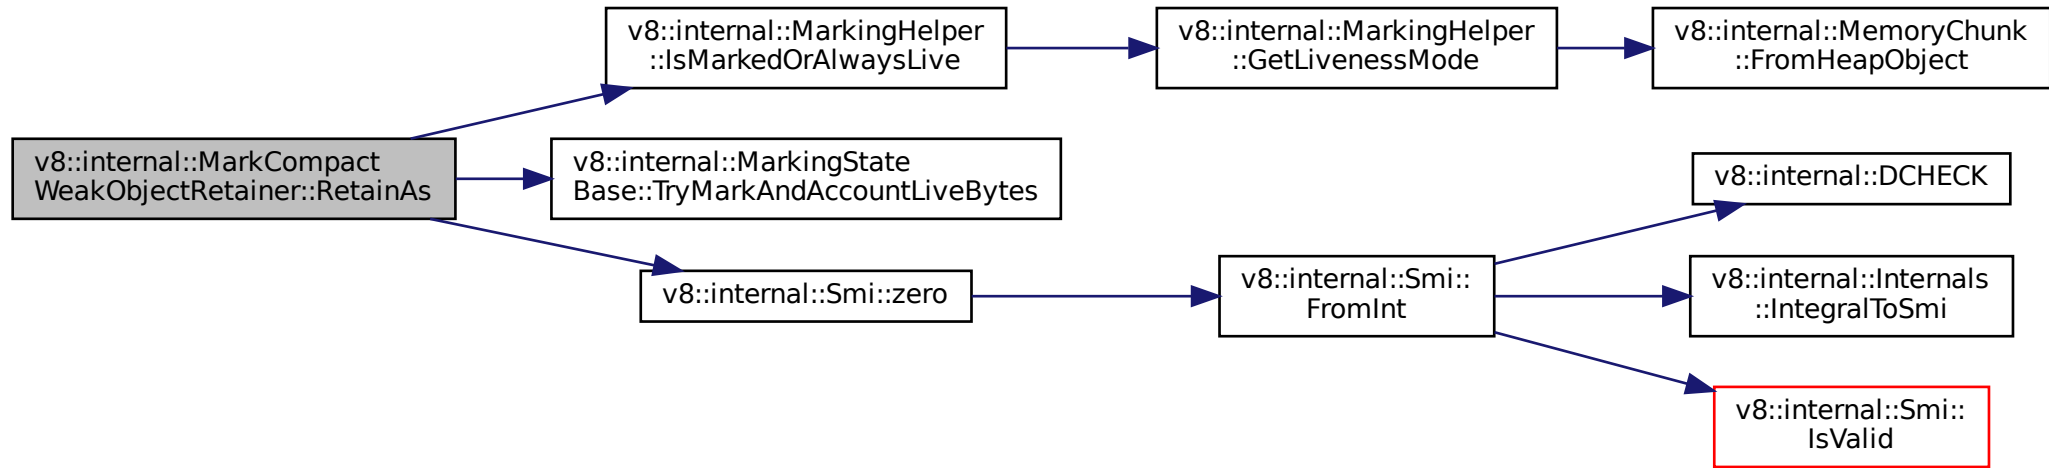 v8::internal::MarkCompact
WeakObjectRetainer::RetainAs
v8::internal::MarkingHelper
::IsMarkedOrAlwaysLive
v8::internal::MarkingHelper
::GetLivenessMode
v8::internal::MemoryChunk
::FromHeapObject
v8::internal::MarkingState
Base::TryMarkAndAccountLiveBytes
v8::internal::Smi::zero
v8::internal::Smi::
FromInt
v8::internal::DCHECK
v8::internal::Internals
::IntegralToSmi
v8::internal::Smi::
IsValid